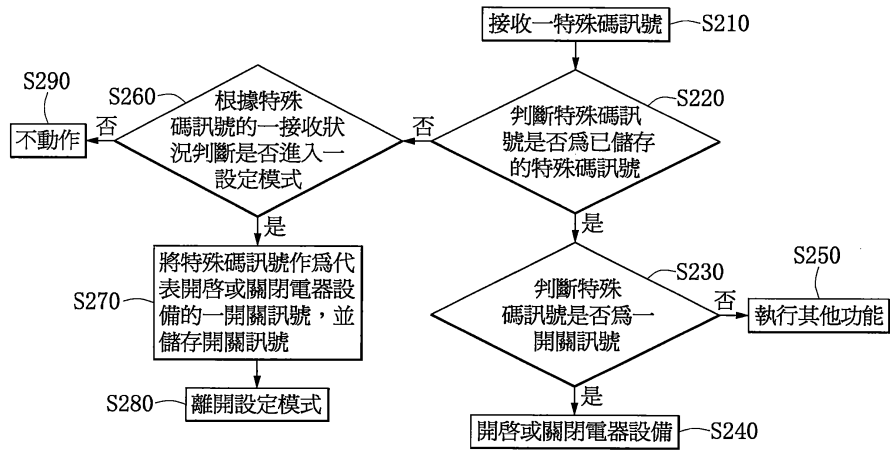 接收一特殊碼訊號
S210
S220
判斷特殊碼訊
號是否爲已儲存
的特殊碼訊號
否
是
S260
根據特殊
碼訊號的一接收狀
況判斷是否進入一
設定模式
否
是
S290
不動作
S270
將特殊碼訊號作爲代
表開啓或關閉電器設
備的一開關訊號，並
儲存開關訊號
S280
離開設定模式
S230
判斷特殊
碼訊號是否爲一
開關訊號
否
是
S250
執行其他功能
開啓或關閉電器設備
S240